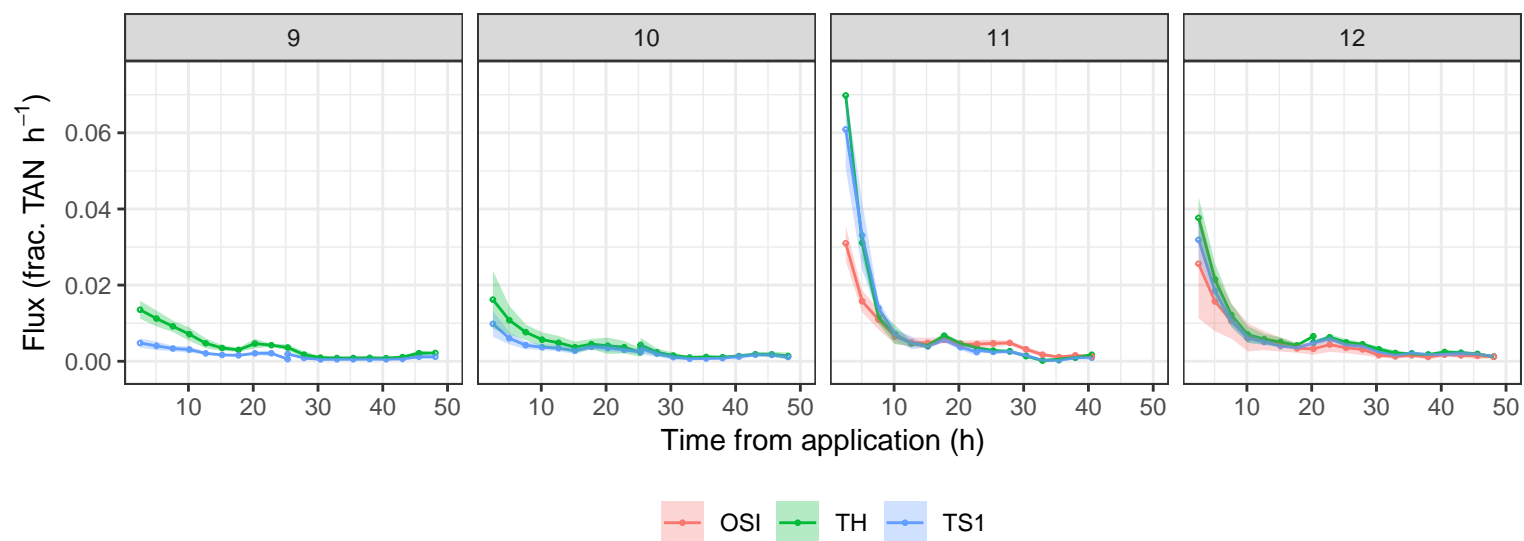 9 10 11 12
Flux (frac. TAN h⁻¹)
0.06
0.04
0.02
0.00
10 20 30 40 50 10 20 30 40 50 10 20 30 40 50 10 20 30 40 50
Time from application (h)
OSI TH TS1